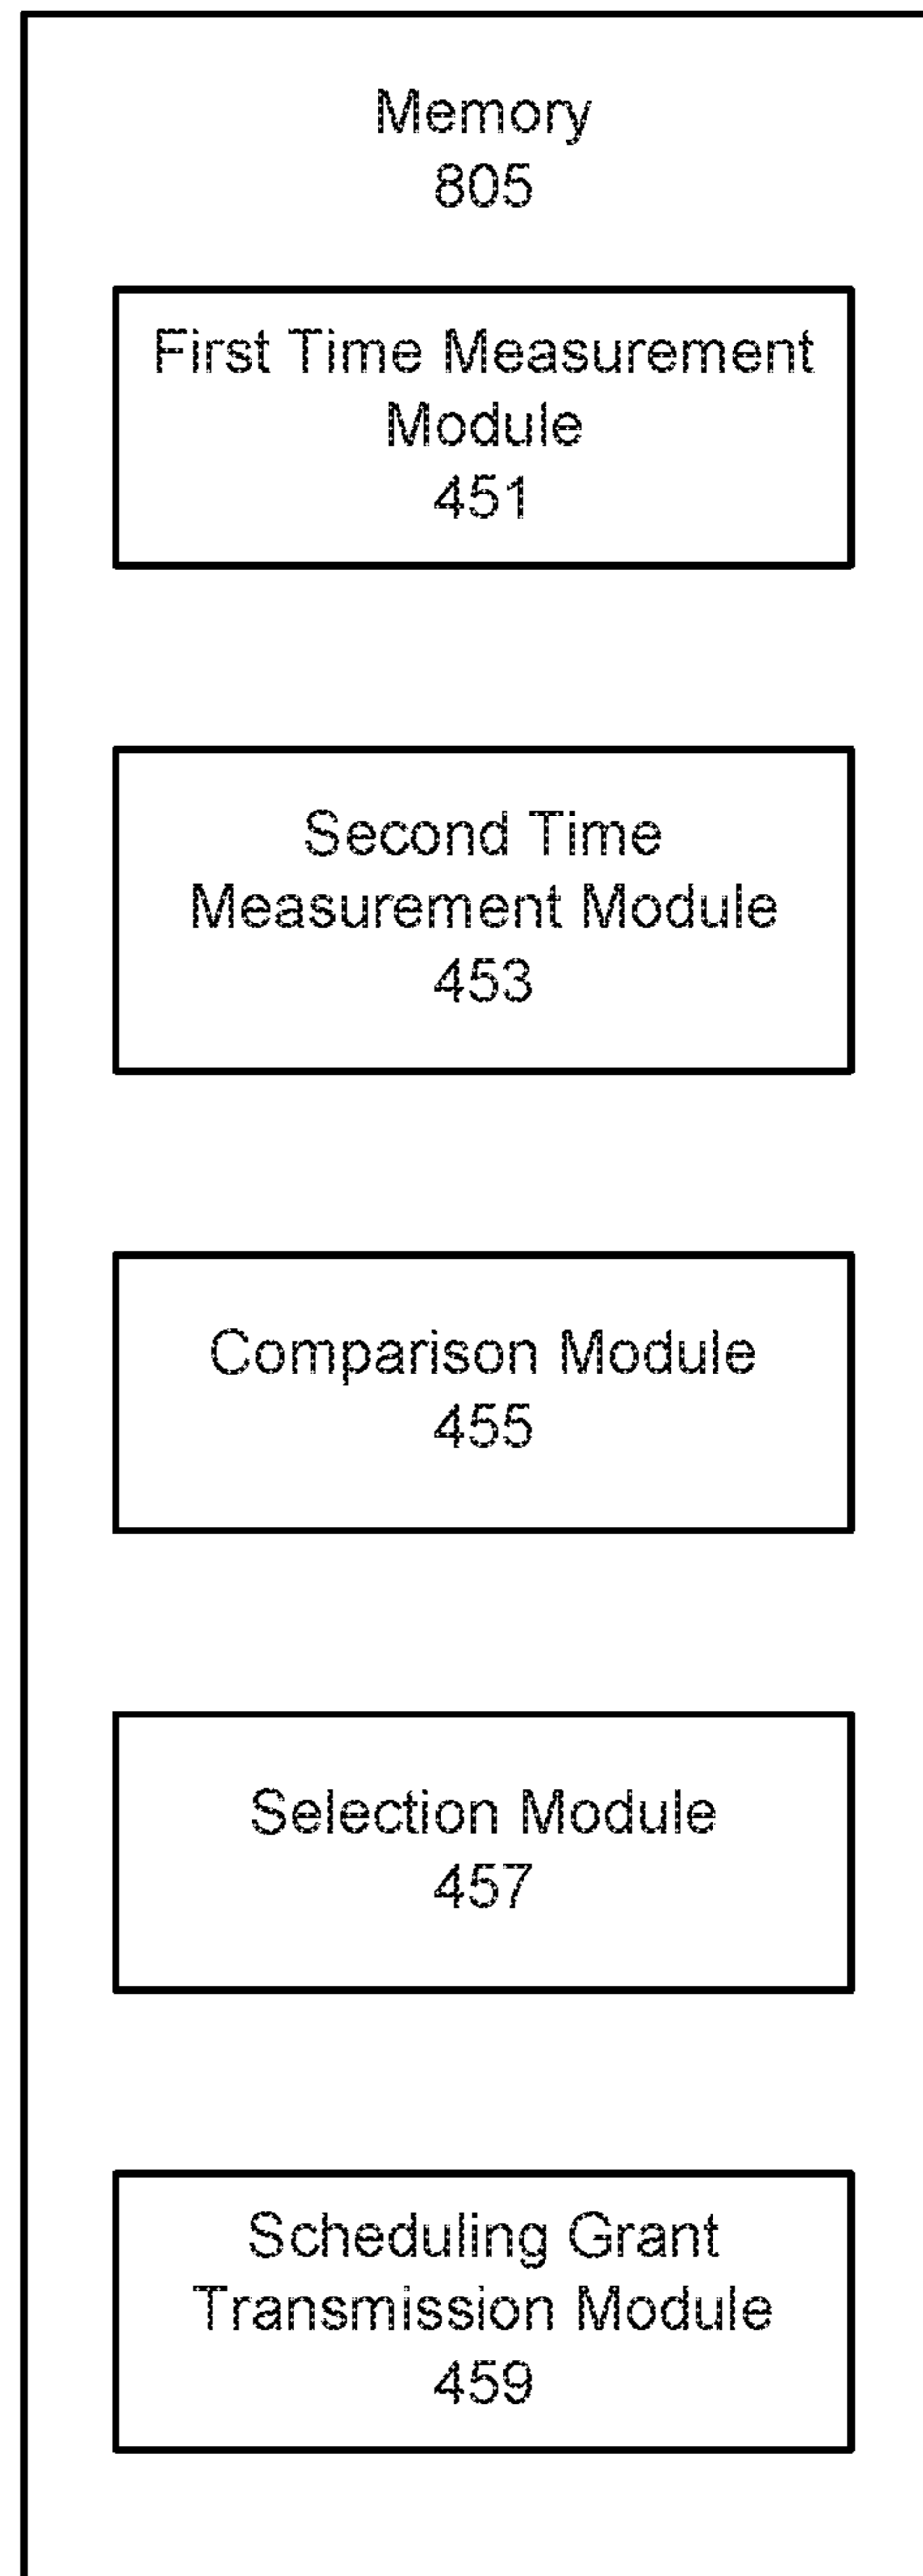 Memory
805
First Time Measurement
Module
451
Second Time
Measurement Module
453
Comparison Module
455
Selection Module
457
Scheduling Grant
Transmission Module
459